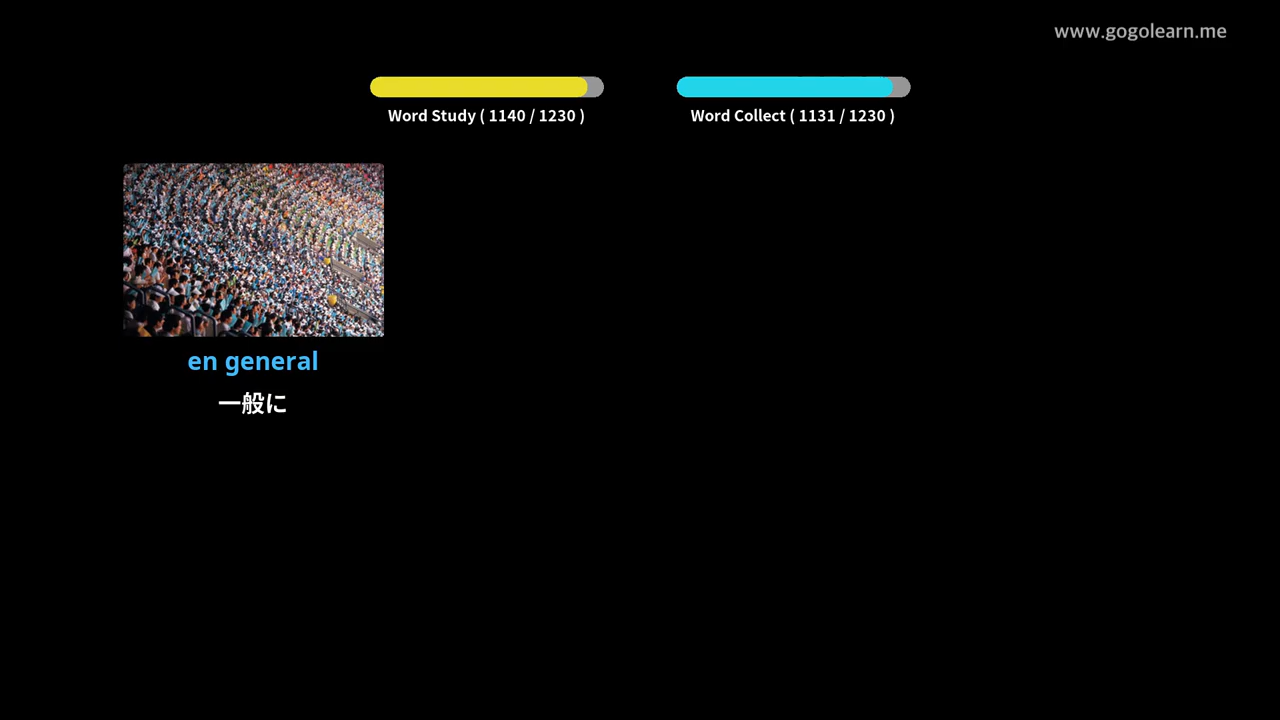 www.gogolearn.me
Word Study ( 1140 / 1230 )
Word Collect ( 1131 / 1230 )
en general
一般に